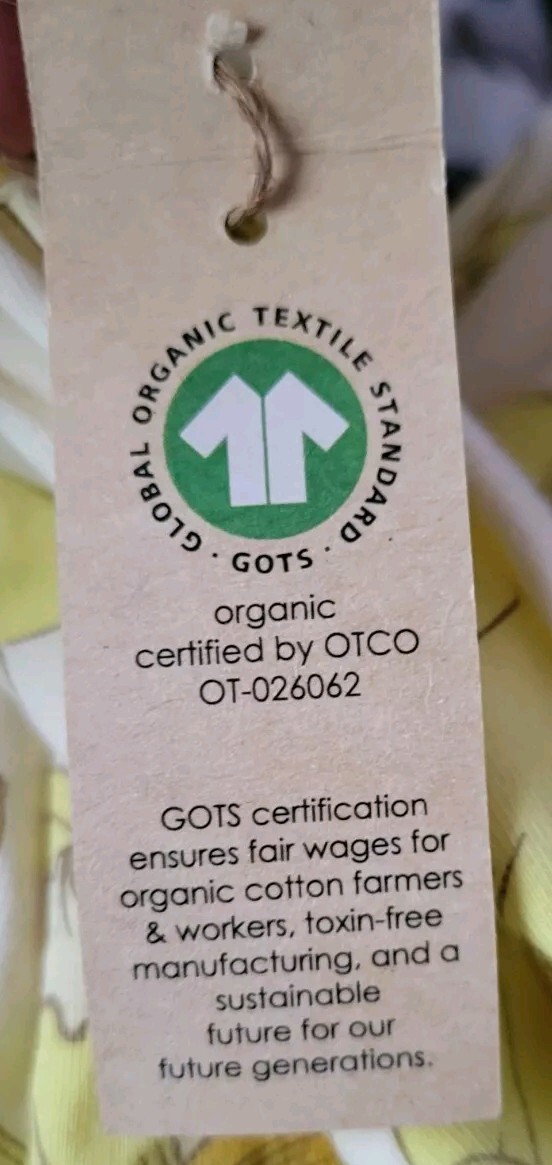 GLOBAL ORGANIC TEXTILE STANDARD · GOTS ·
organic
certified by OTCO
OT-026062
GOTS certification
ensures fair wages for
organic cotton farmers
& workers, toxin-free
manufacturing, and a
sustainable
future for our
future generations.